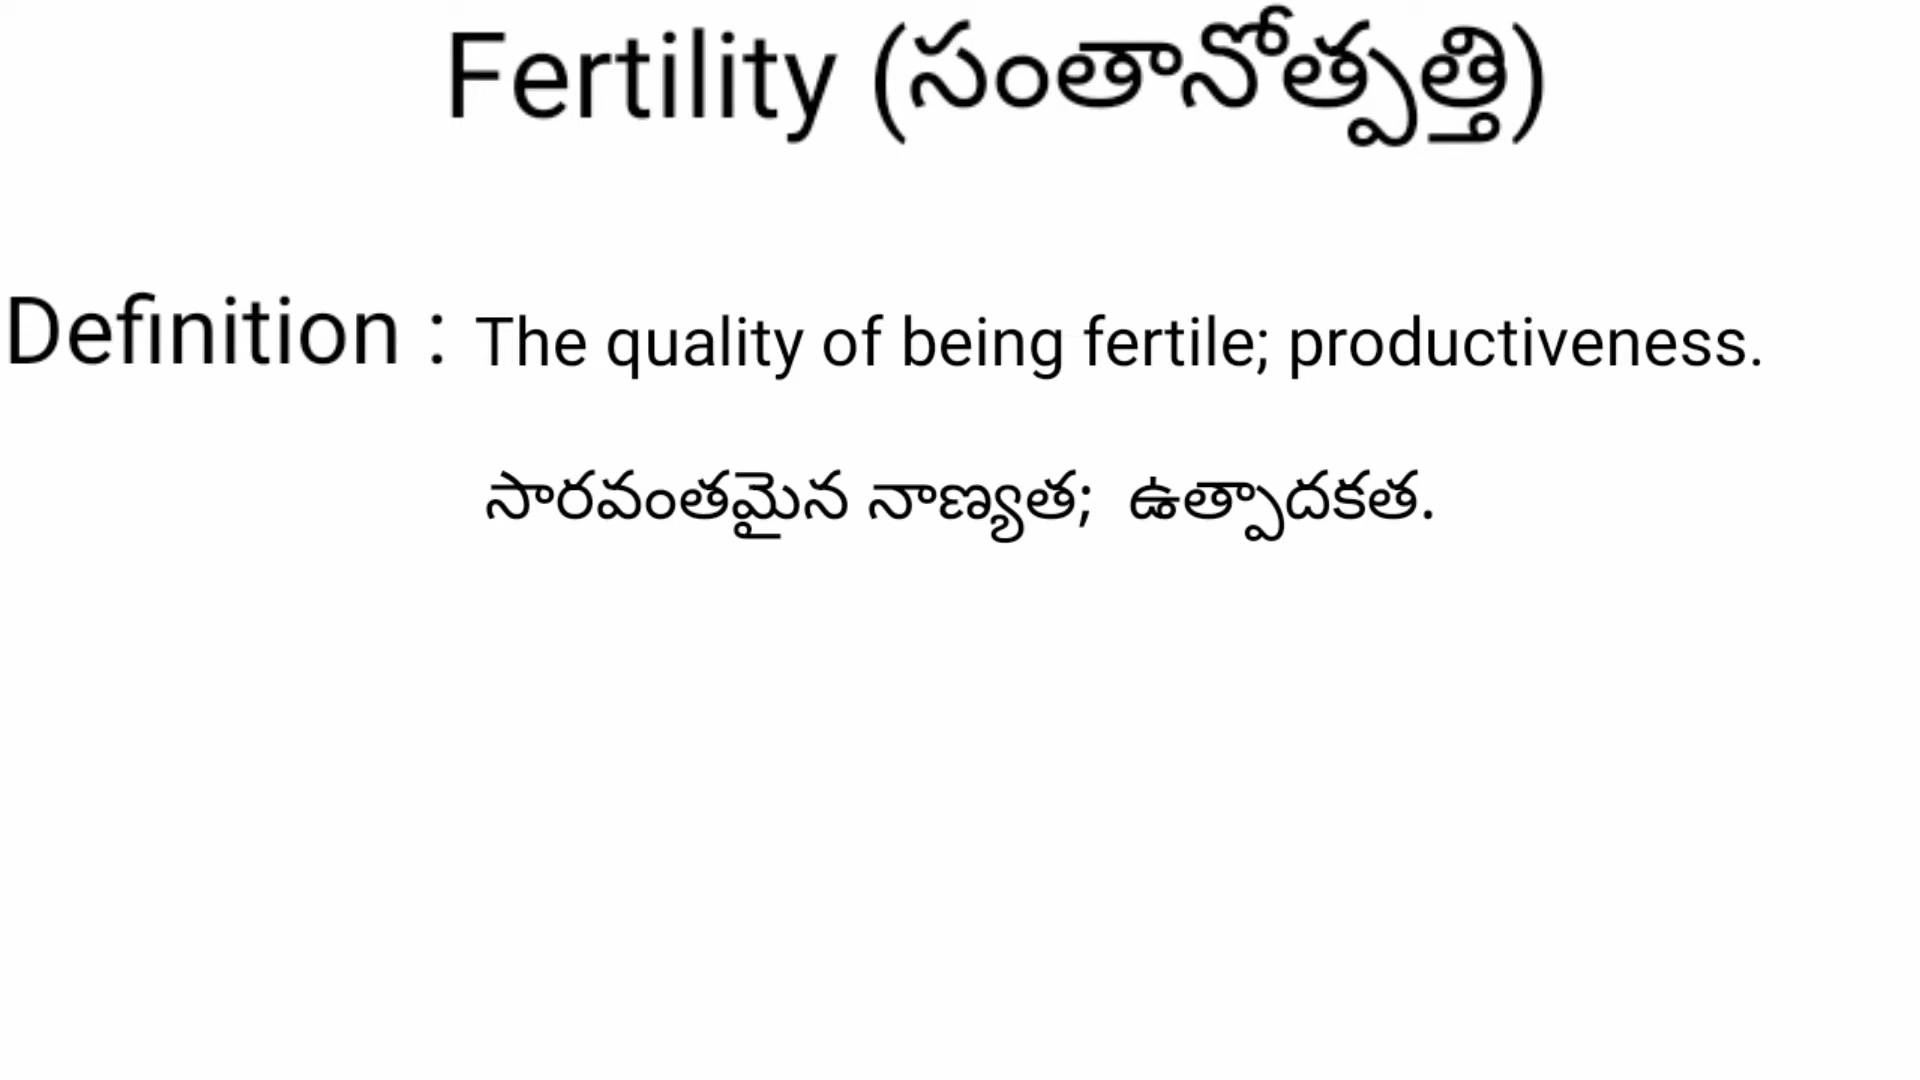 Fertility (సంతానోత్పత్తి)
Definition : The quality of being fertile; productiveness.
సారవంతమైన నాణ్యత; ఉత్పాదకత.